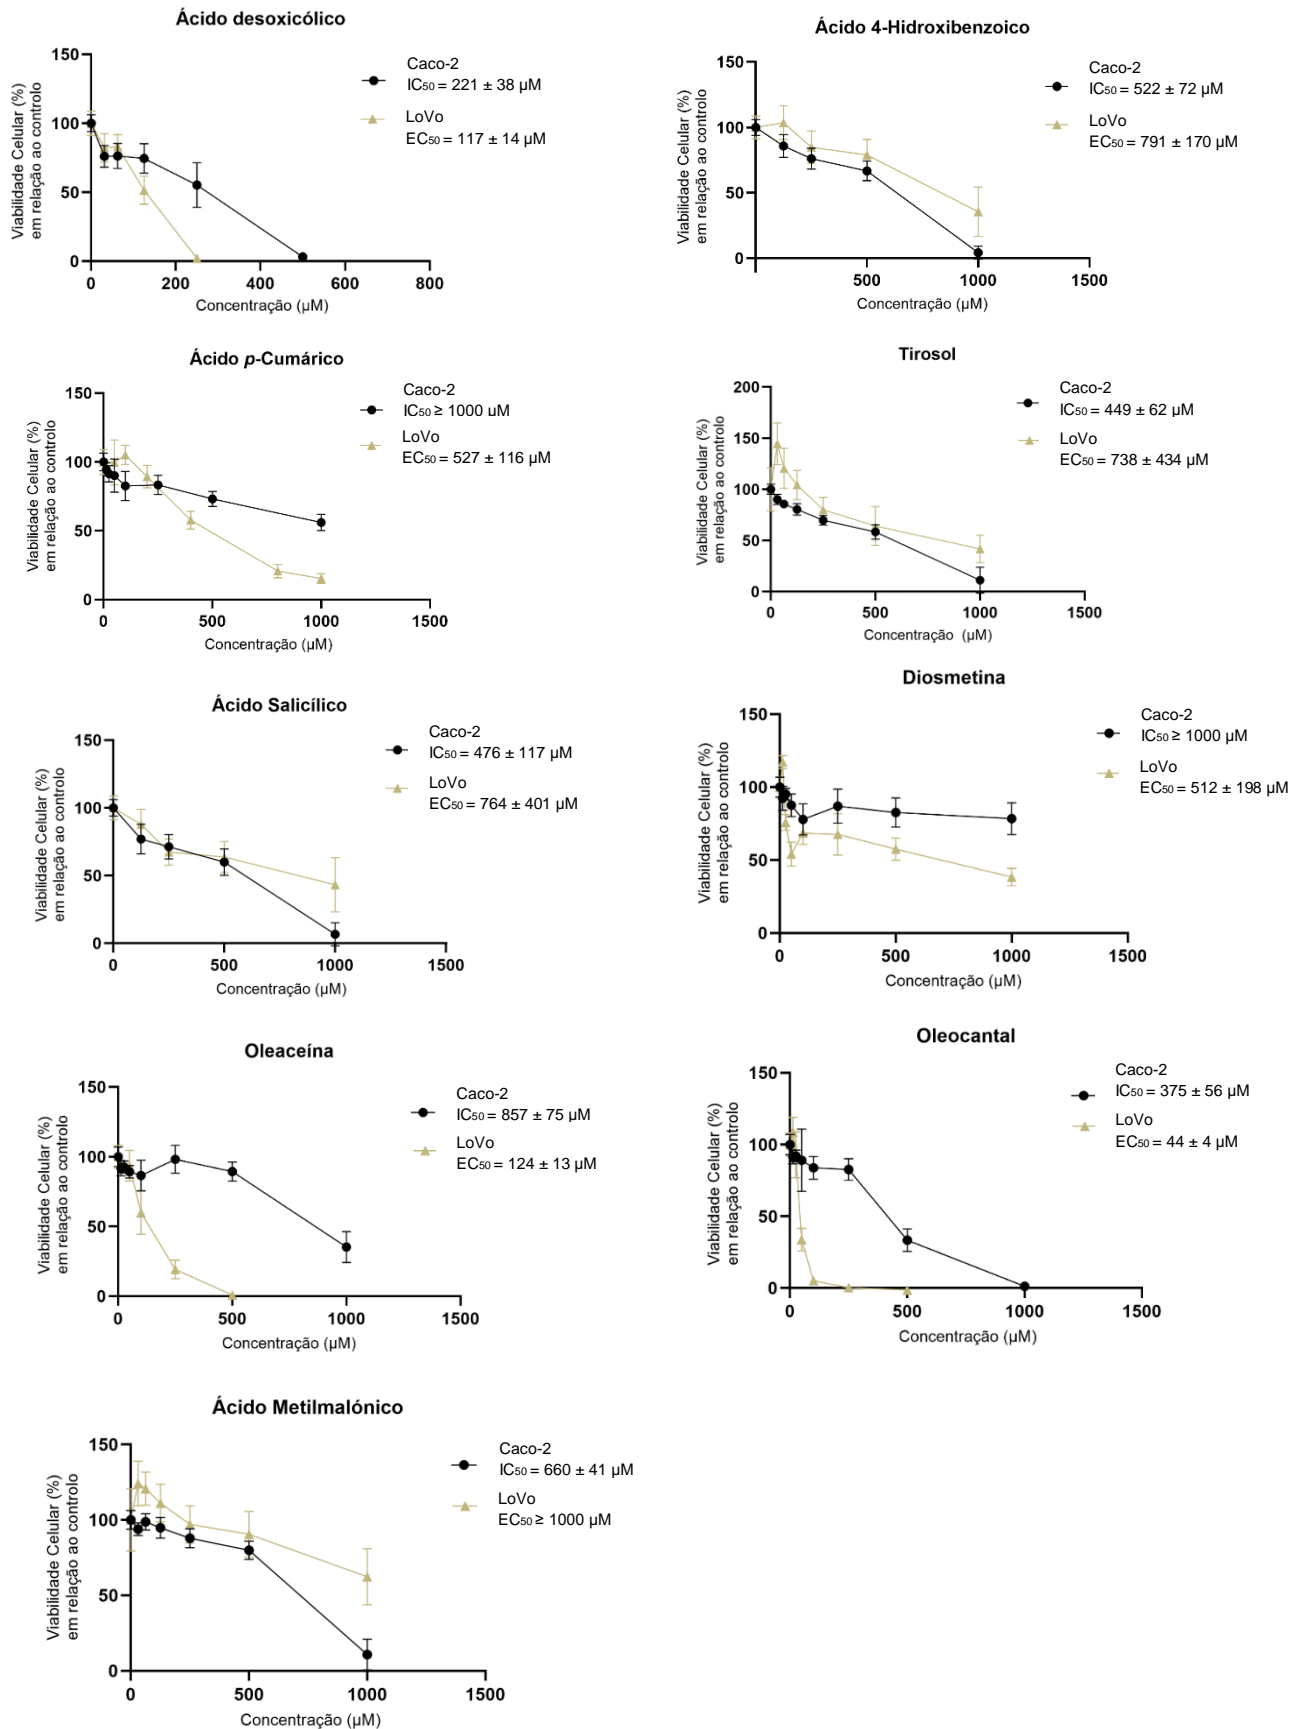 Ácido desoxicólico
Viabilidade Celular (%)
em relação ao controlo
150
100
50
0
0 200 400 600 800
Concentração (µM)
Caco-2
IC50 = 221 ± 38 µM
LoVo
EC50 = 117 ± 14 µM
Ácido 4-Hidroxibenzoico
Viabilidade Celular (%)
em relação ao controlo
150
100
50
0
500 1000 1500
Concentração (µM)
Caco-2
IC50 = 522 ± 72 µM
LoVo
EC50 = 791 ± 170 µM
Ácido p-Cumárico
Viabilidade Celular (%)
em relação ao controlo
150
100
50
0
0 500 1000 1500
Concentração (µM)
Caco-2
IC50 ≥ 1000 uM
LoVo
EC50 = 527 ± 116 µM
Tirosol
Viabilidade Celular (%)
em relação ao controlo
200
150
100
50
0
0 500 1000 1500
Concentração (µM)
Caco-2
IC50 = 449 ± 62 µM
LoVo
EC50 = 738 ± 434 µM
Ácido Salicílico
Viabilidade Celular (%)
em relação ao controlo
150
100
50
0
0 500 1000 1500
Concentração (µM)
Caco-2
IC50 = 476 ± 117 µM
LoVo
EC50 = 764 ± 401 µM
Diosmetina
Viabilidade Celular (%)
em relação ao controlo
150
100
50
0
0 500 1000 1500
Concentração (µM)
Caco-2
IC50 ≥ 1000 µM
LoVo
EC50 = 512 ± 198 µM
Oleaceína
Viabilidade Celular (%)
em relação ao controlo
150
100
50
0
0 500 1000 1500
Concentração (µM)
Caco-2
IC50 = 857 ± 75 µM
LoVo
EC50 = 124 ± 13 µM
Oleocantal
Viabilidade Celular (%)
em relação ao controlo
150
100
50
0
0 500 1000 1500
Concentração (µM)
Caco-2
IC50 = 375 ± 56 µM
LoVo
EC50 = 44 ± 4 µM
Ácido Metilmalónico
Viabilidade Celular (%)
em relação ao controlo
150
100
50
0
0 500 1000 1500
Concentração (µM)
Caco-2
IC50 = 660 ± 41 µM
LoVo
EC50 ≥ 1000 µM